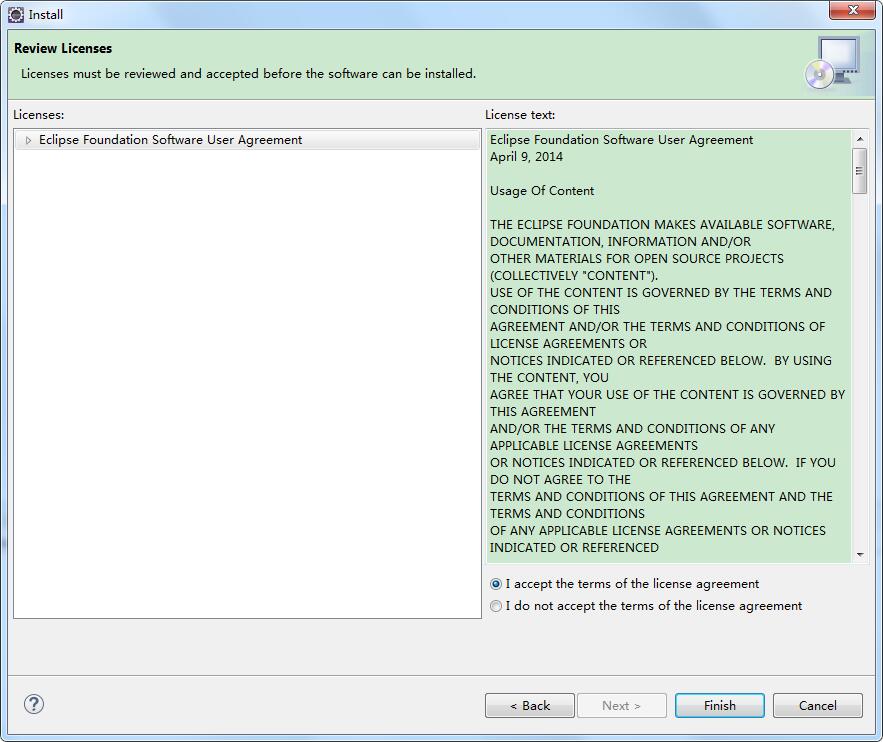 Install
Review Licenses
Licenses must be reviewed and accepted before the software can be installed.
Licenses:
Eclipse Foundation Software User Agreement
License text:
Eclipse Foundation Software User Agreement
April 9, 2014
Usage Of Content
THE ECLIPSE FOUNDATION MAKES AVAILABLE SOFTWARE,
DOCUMENTATION, INFORMATION AND/OR
OTHER MATERIALS FOR OPEN SOURCE PROJECTS
(COLLECTIVELY "CONTENT").
USE OF THE CONTENT IS GOVERNED BY THE TERMS AND
CONDITIONS OF THIS
AGREEMENT AND/OR THE TERMS AND CONDITIONS OF
LICENSE AGREEMENTS OR
NOTICES INDICATED OR REFERENCED BELOW.  BY USING
THE CONTENT, YOU
AGREE THAT YOUR USE OF THE CONTENT IS GOVERNED BY
THIS AGREEMENT
AND/OR THE TERMS AND CONDITIONS OF ANY
APPLICABLE LICENSE AGREEMENTS
OR NOTICES INDICATED OR REFERENCED BELOW.  IF YOU
DO NOT AGREE TO THE
TERMS AND CONDITIONS OF THIS AGREEMENT AND THE
TERMS AND CONDITIONS
OF ANY APPLICABLE LICENSE AGREEMENTS OR NOTICES
INDICATED OR REFERENCED
I accept the terms of the license agreement
I do not accept the terms of the license agreement
?
< Back
Next >
Finish
Cancel